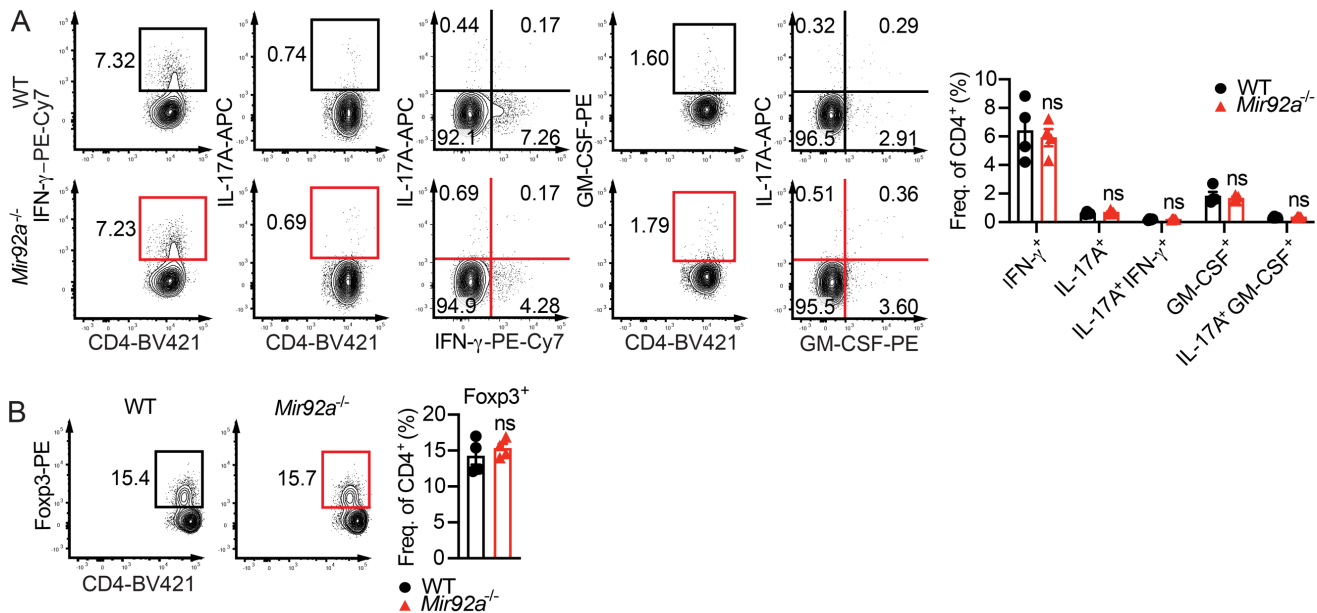 A
WT
IFN-γ-PE-Cy7
7.32
IL-17A-APC
0.74
IL-17A-APC
0.44 0.17
92.1 7.26
GM-CSF-PE
1.60
IL-17A-APC
0.32 0.29
96.5 2.91
Mir92a-/-
7.23
0.69
0.69 0.17
94.9 4.28
1.79
0.51 0.36
95.5 3.60
CD4-BV421
CD4-BV421
IFN-γ-PE-Cy7
CD4-BV421
GM-CSF-PE
WT
Mir92a-/-
Freq. of CD4+ (%)
10
8
6
4
2
0
ns ns ns ns ns
IFN-γ+
IL-17A+
IL-17A+IFN-γ+
GM-CSF+
IL-17A+GM-CSF+
B
WT
Mir92a-/-
Foxp3-PE
15.4
15.7
CD4-BV421
Foxp3+
Freq. of CD4+ (%)
20
15
10
5
0
ns
WT
Mir92a-/-